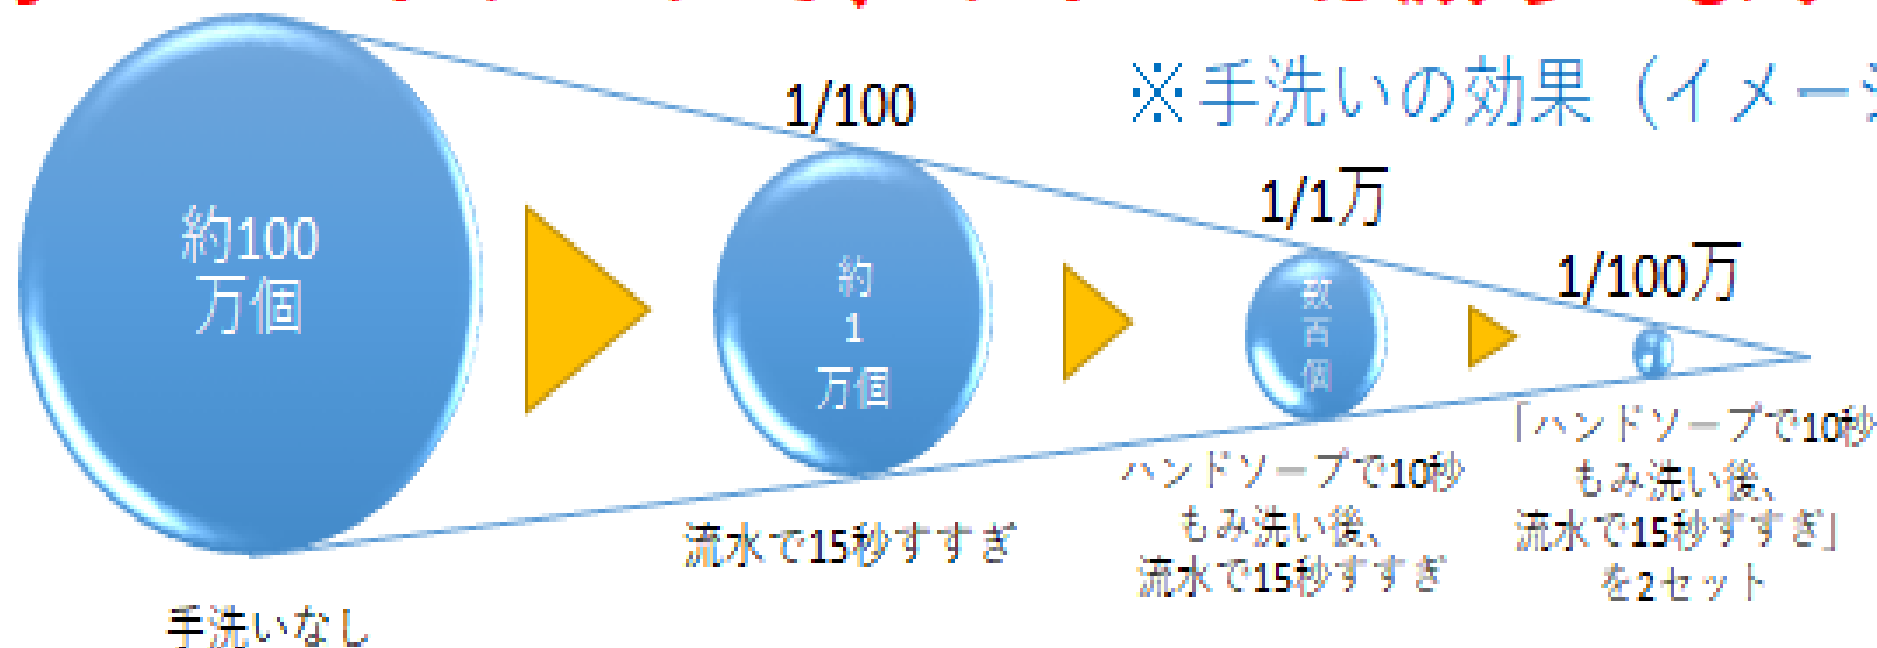 ※手洗いの効果（イメー
1/100
1/1万
1/100万
約100
万個
約
1
万個
数
百
個
手洗いなし
流水で15秒すすぎ
ハンドソープで10秒
もみ洗い後、
流水で15秒すすぎ
「ハンドソープで10秒
もみ洗い後、
流水で15秒すすぎ」
を2セット